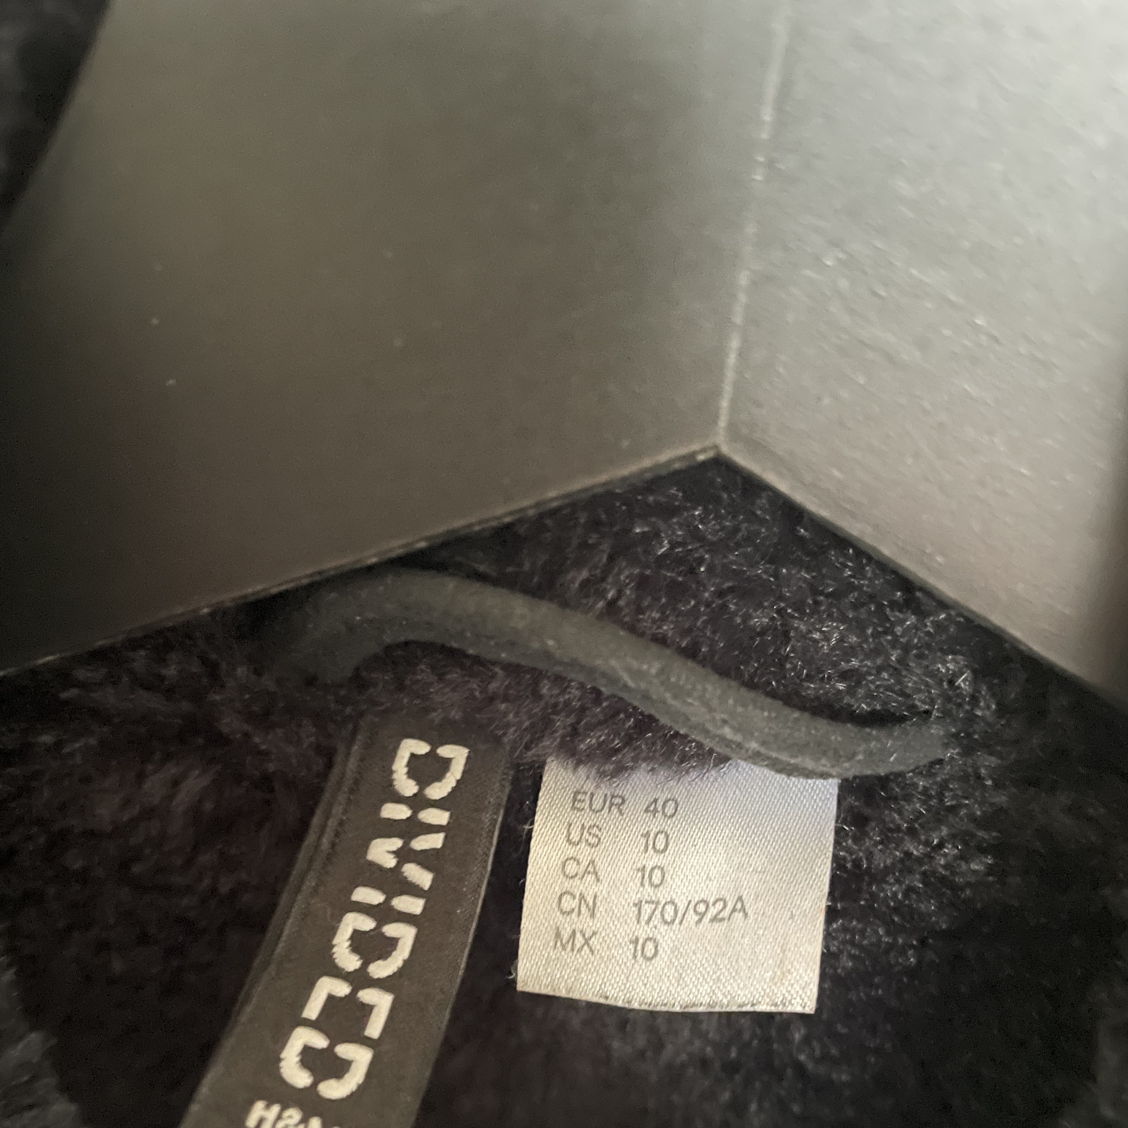 DIVIDED
H&M
EUR 40
US 10
CA 10
CN 170/92A
MX 10